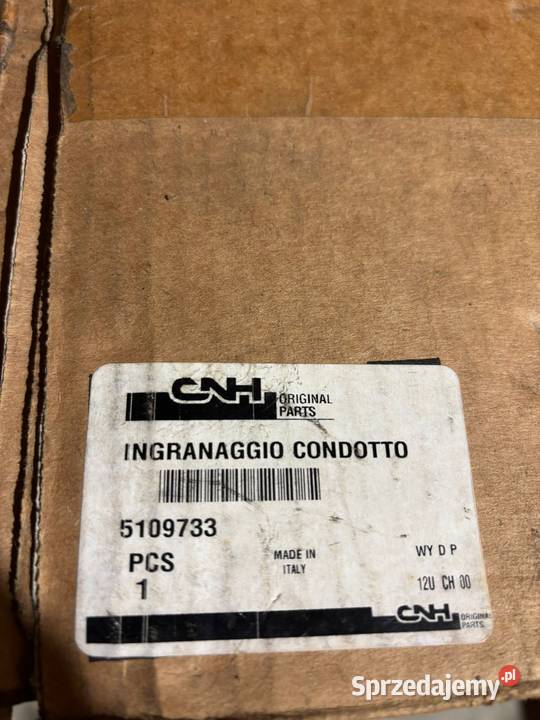 CNH ORIGINAL
PARTS
INGRANAGGIO CONDOTTO
5109733
PCS
1
MADE IN
ITALY
WY D P
12U CH 00
CNH ORIGINAL
PARTS
Sprzedajemy.pl